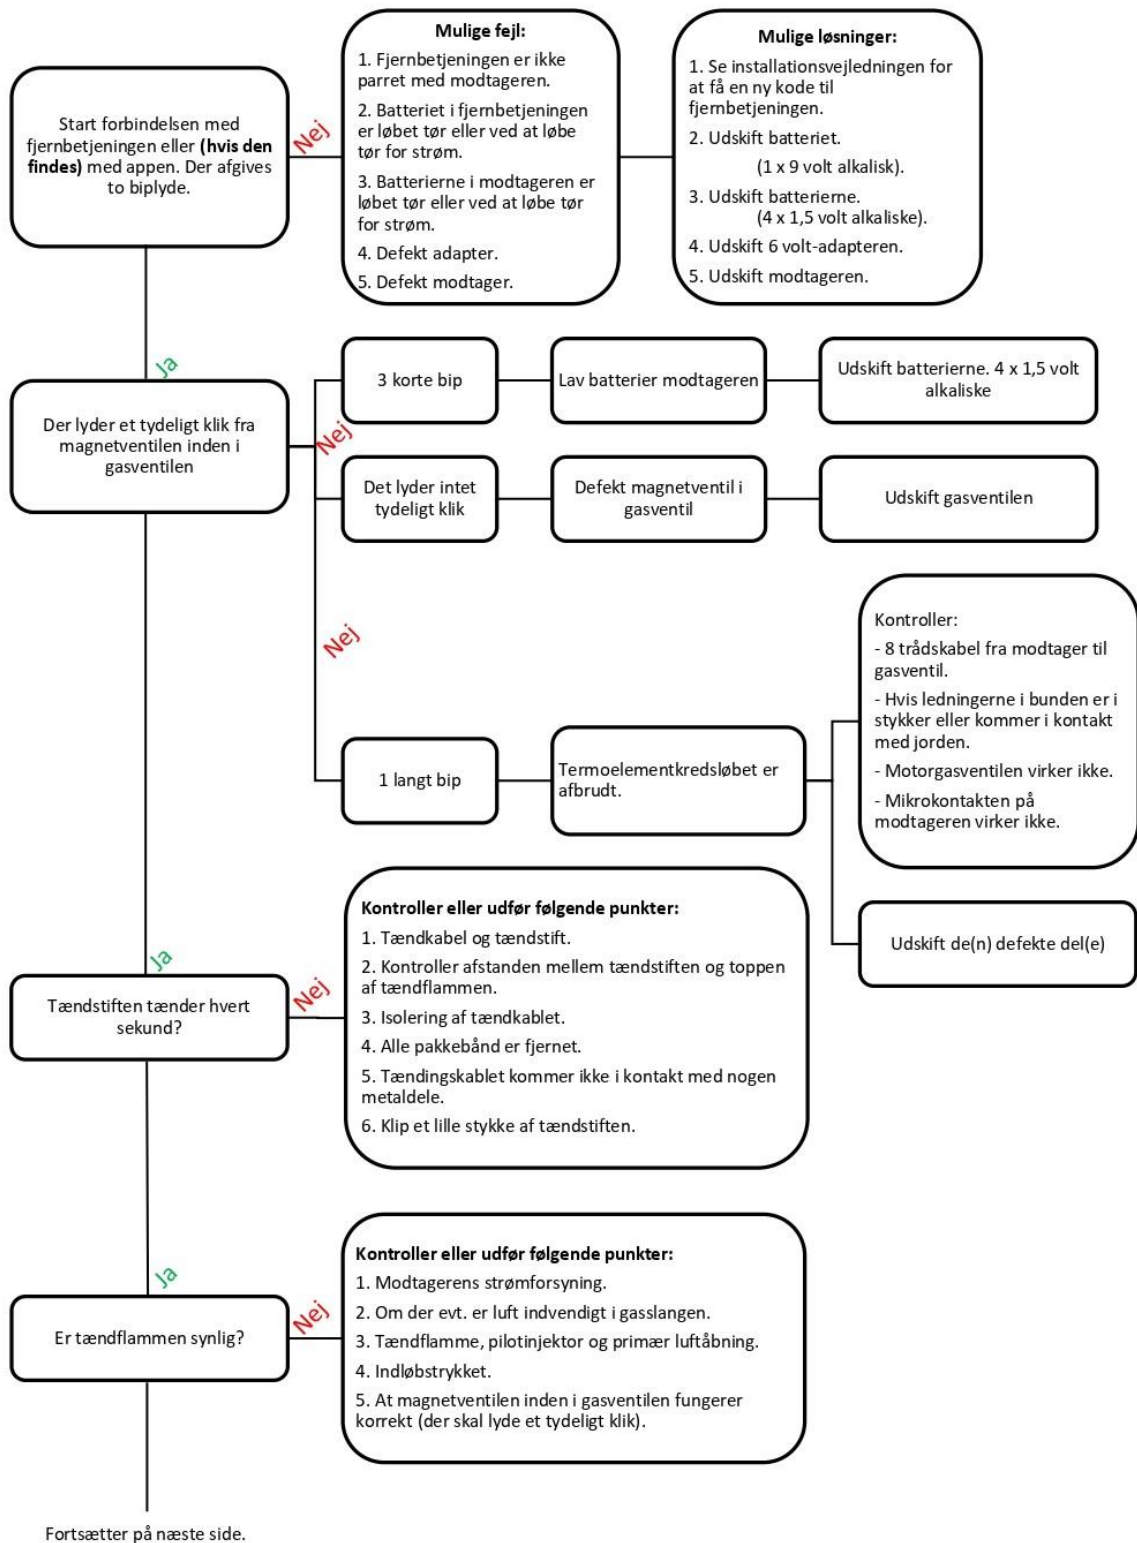 Start forbindelsen med
fjernbetjeningen eller (hvis den
findes) med appen. Der afgives
to biplyde.
Nej
Mulige fejl:
1. Fjernbetjeningen er ikke
parret med modtageren.
2. Batteriet i fjernbetjeningen
er løbet tør eller ved at løbe
tør for strøm.
3. Batterierne i modtageren er
løbet tør eller ved at løbe tør
for strøm.
4. Defekt adapter.
5. Defekt modtager.
Mulige løsninger:
1. Se installationsvejledningen for
at få en ny kode til
fjernbetjeningen.
2. Udskift batteriet.
(1 x 9 volt alkalisk).
3. Udskift batterierne.
(4 x 1,5 volt alkaliske).
4. Udskift 6 volt-adapteren.
5. Udskift modtageren.
Ja
Der lyder et tydeligt klik fra
magnetventilen inden i
gasventilen
Nej
3 korte bip
Lav batterier modtageren
Udskift batterierne. 4 x 1,5 volt
alkaliske
Det lyder intet
tydeligt klik
Defekt magnetventil i
gasventil
Udskift gasventilen
Nej
1 langt bip
Termoelementkredsløbet er
afbrudt.
Kontroller:
- 8 trådskabel fra modtager til
gasventil.
- Hvis ledningerne i bunden er i
stykker eller kommer i kontakt
med jorden.
- Motorgasventilen virker ikke.
- Mikrokontakten på
modtageren virker ikke.
Udskift de(n) defekte del(e)
Ja
Tændstiften tænder hvert
sekund?
Nej
Kontroller eller udfør følgende punkter:
1. Tændkabel og tændstift.
2. Kontroller afstanden mellem tændstiften og toppen
af tændflammen.
3. Isolering af tændkablet.
4. Alle pakkebånd er fjernet.
5. Tændingskablet kommer ikke i kontakt med nogen
metaldele.
6. Klip et lille stykke af tændstiften.
Ja
Er tændflammen synlig?
Nej
Kontroller eller udfør følgende punkter:
1. Modtagerens strømforsyning.
2. Om der evt. er luft indvendigt i gasslangen.
3. Tændflamme, pilotinjektor og primær luftåbning.
4. Indløbstrykket.
5. At magnetventilen inden i gasventilen fungerer
korrekt (der skal lyde et tydeligt klik).
Fortsætter på næste side.